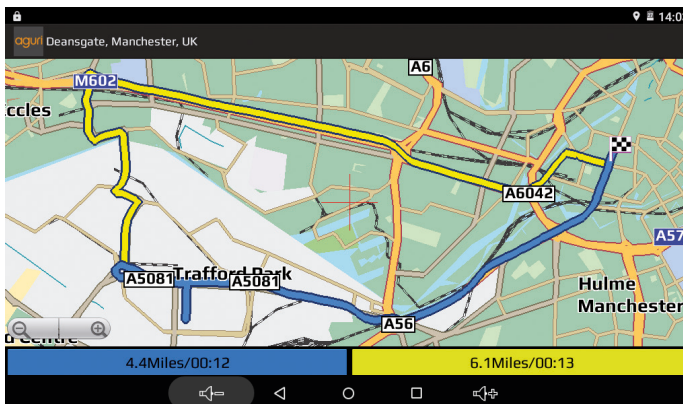 14:0
aguri Deansgate, Manchester, UK
A6
M602
ccles
A6042
A57
A5081
Trafford Park
A5081
Hulme
Manchester
A56
d Centre
4.4Miles/00:12
6.1Miles/00:13